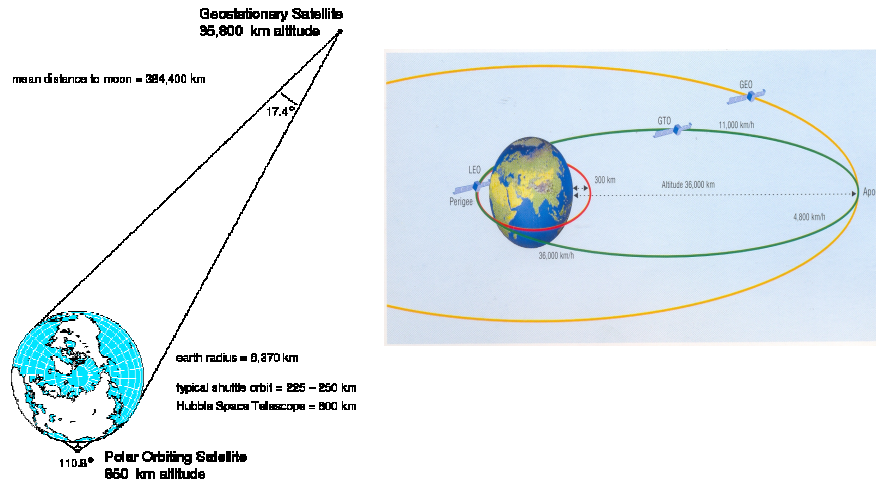 Geostationary Satellite
35,800 km altitude
mean distance to moon = 384,400 km
17.4°
earth radius = 6,370 km
typical shuttle orbit = 225 – 250 km
Hubble Space Telescope = 600 km
110.8°
Polar Orbiting Satellite
850 km altitude
GEO
GTO
11,000 km/h
LEO
300 km
Perigee
Altitude 36,000 km
Apo
4,800 km/h
36,000 km/h